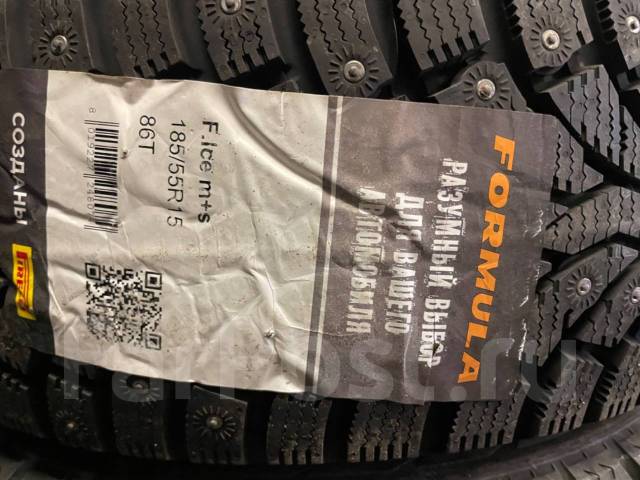 FORMULA
РАЗУМНЫЙ ВЫБОР
ДЛЯ ВАШЕГО
АВТОМОБИЛЯ
F.Ice m+s
185/55R15
86T
СОЗДАНЫ